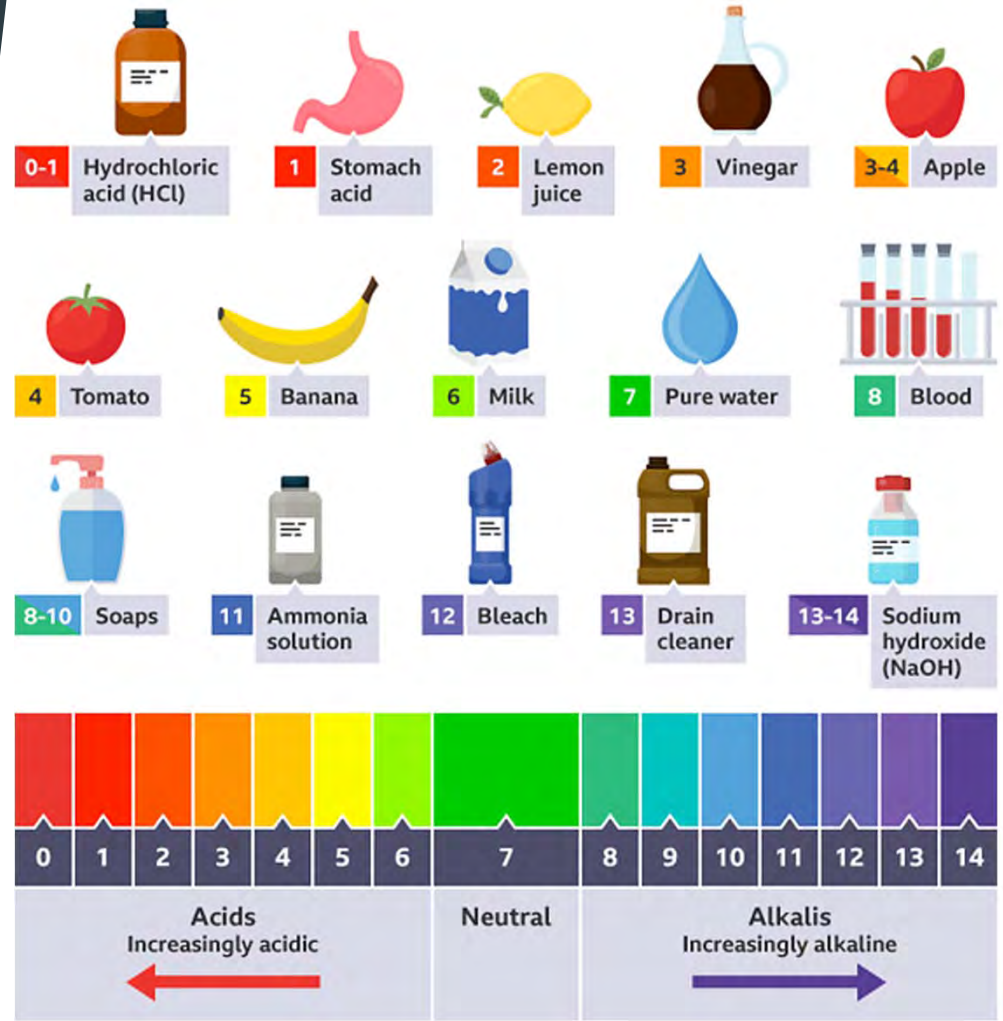 0-1 Hydrochloric
acid (HCl)
1 Stomach
acid
2 Lemon
juice
3 Vinegar
3-4 Apple
4 Tomato
5 Banana
6 Milk
7 Pure water
8 Blood
8-10 Soaps
11 Ammonia
solution
12 Bleach
13 Drain
cleaner
13-14 Sodium
hydroxide
(NaOH)
0 1 2 3 4 5 6 7 8 9 10 11 12 13 14
Acids
Increasingly acidic
Neutral
Alkalis
Increasingly alkaline